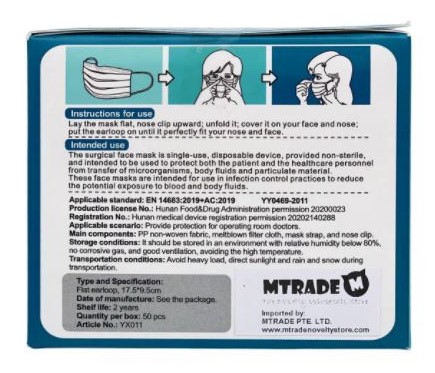 Instructions for use
Lay the mask flat, nose clip upward; unfold it; cover it on your face and nose;
put the earloop on until it perfectly fit your nose and face.
Intended use
The surgical face mask is single-use, disposable device, provided non-sterile,
and intended to be used to protect both the patient and the healthcare personnel
from transfer of microorganisms, body fluids and particulate material.
These face masks are intended for use in infection control practices to reduce
the potential exposure to blood and body fluids.
Applicable standard: EN 14683:2019+AC:2019 YY0469-2011
Production license No.: Hunan Food&Drug Administration permission 20200023
Registration No.: Hunan medical device registration permission 20202140288
Applicable scenario: Provide protection for operating room doctors.
Main components: PP non-woven fabric, meltblown filter cloth, mask strap, and nose clip.
Storage conditions: It should be stored in an environment with relative humidity below 80%,
no corrosive gas, and good ventilation, avoiding the high temperature.
Transportation conditions: Avoid heavy load, direct sunlight and rain and snow during
transportation.
Type and Specification:
Flat earloop, 17.5*9.5cm
Date of manufacture: See the package.
Shelf life: 2 years
Quantity per box: 50 pcs
Article No.: YX011
MTRADE M
Imported by:
MTRADE PTE. LTD.
www.mtradenoveltystore.com